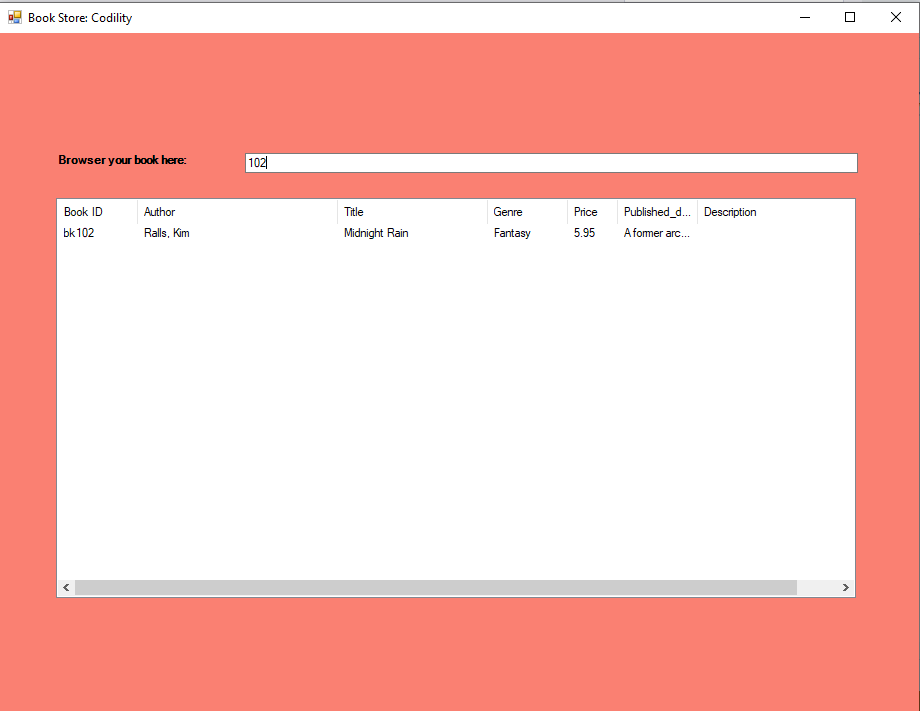 Book Store: Codility
Browser your book here: 102
Book ID Author Title Genre Price Published_d... Description
bk102 Ralls, Kim Midnight Rain Fantasy 5.95 A former arc...